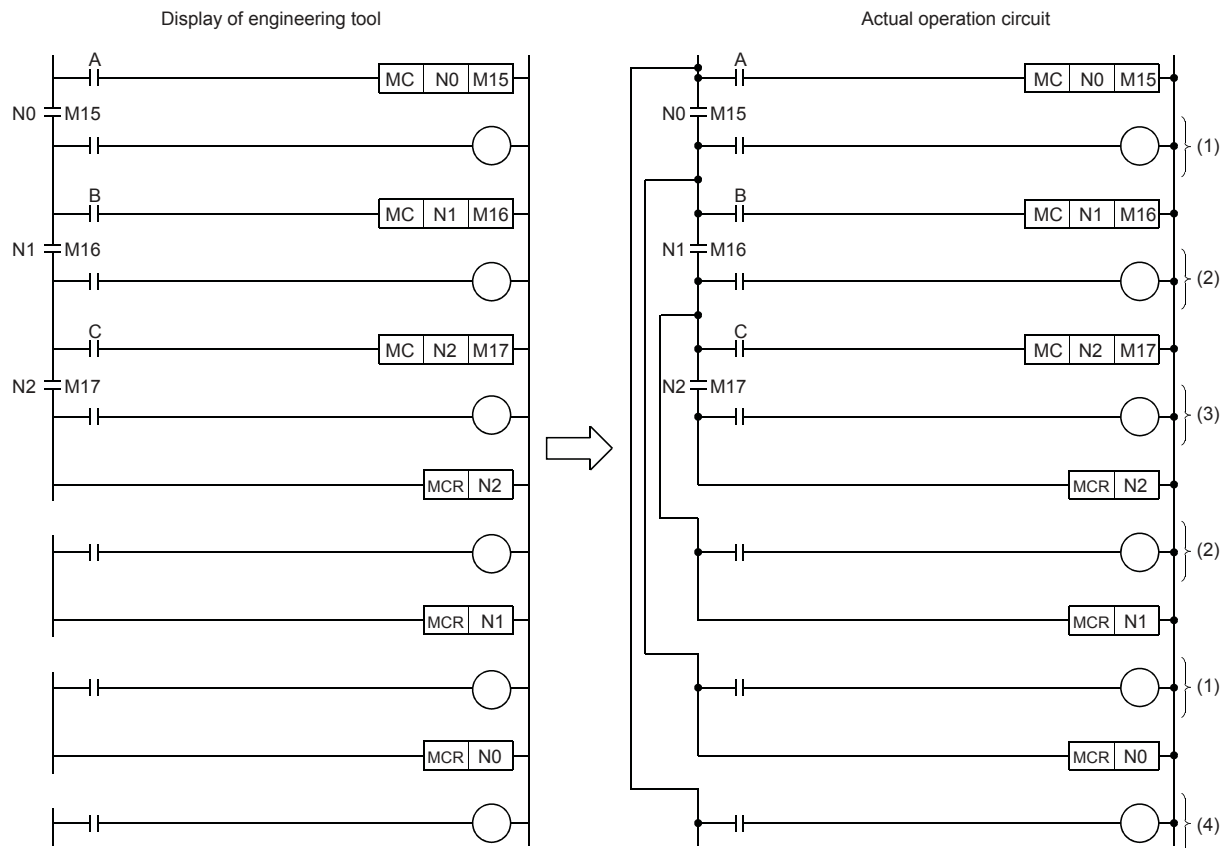 Display of engineering tool
Actual operation circuit
A
MC N0 M15
A
MC N0 M15
N0 M15
N0 M15
(1)
B
MC N1 M16
B
MC N1 M16
N1 M16
N1 M16
(2)
C
MC N2 M17
C
MC N2 M17
N2 M17
N2 M17
(3)
MCR N2
MCR N2
(2)
MCR N1
MCR N1
(1)
MCR N0
MCR N0
(4)